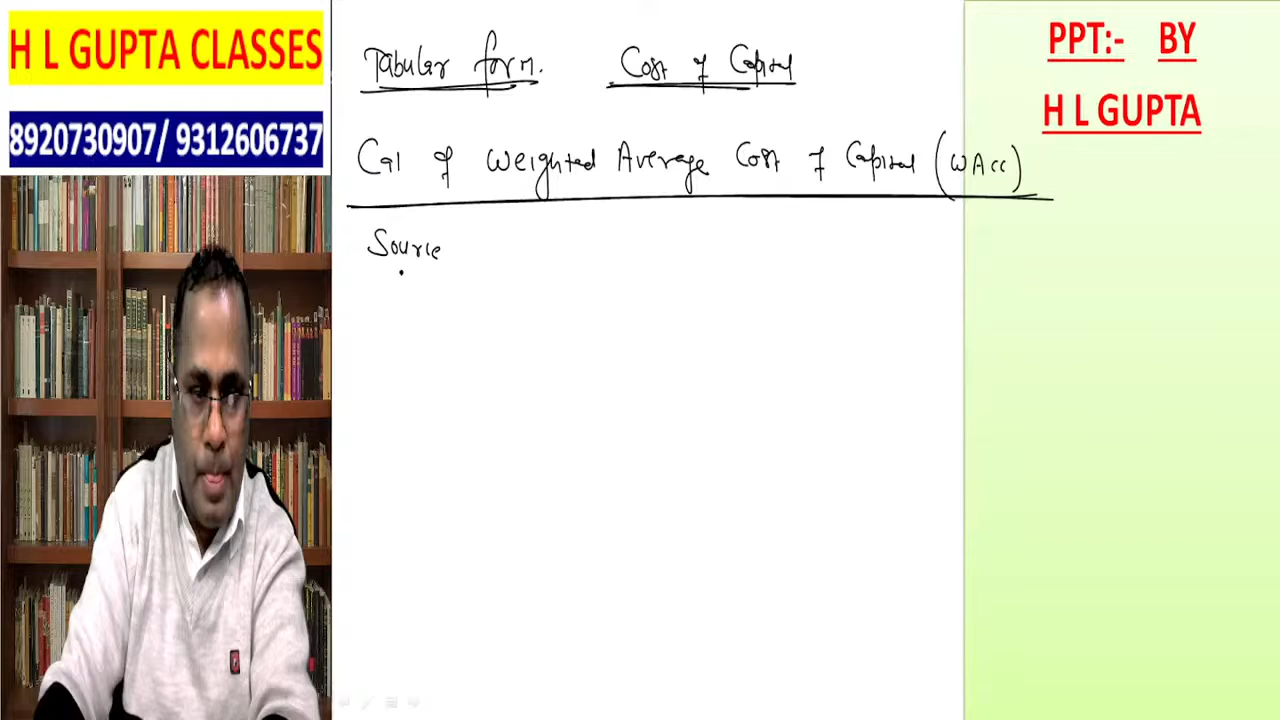 H L GUPTA CLASSES
8920730907/ 9312606737
Tabular form. Cost of Capital
Cal of Weighted Average Cost of Capital (WACC)
Source
PPT:- BY
H L GUPTA